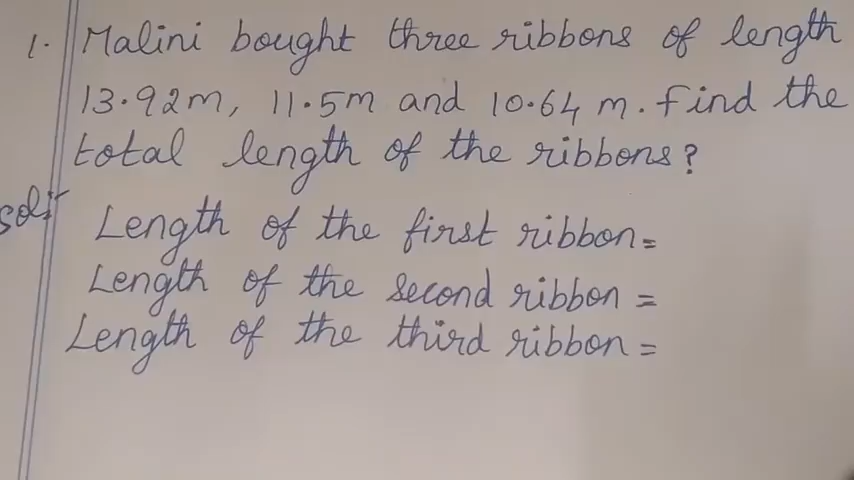 1. Malini bought three ribbons of length
13.92m, 11.5m and 10.64 m. find the
total length of the ribbons?
Sol:-
Length of the first ribbon=
Length of the second ribbon =
Length of the third ribbon =